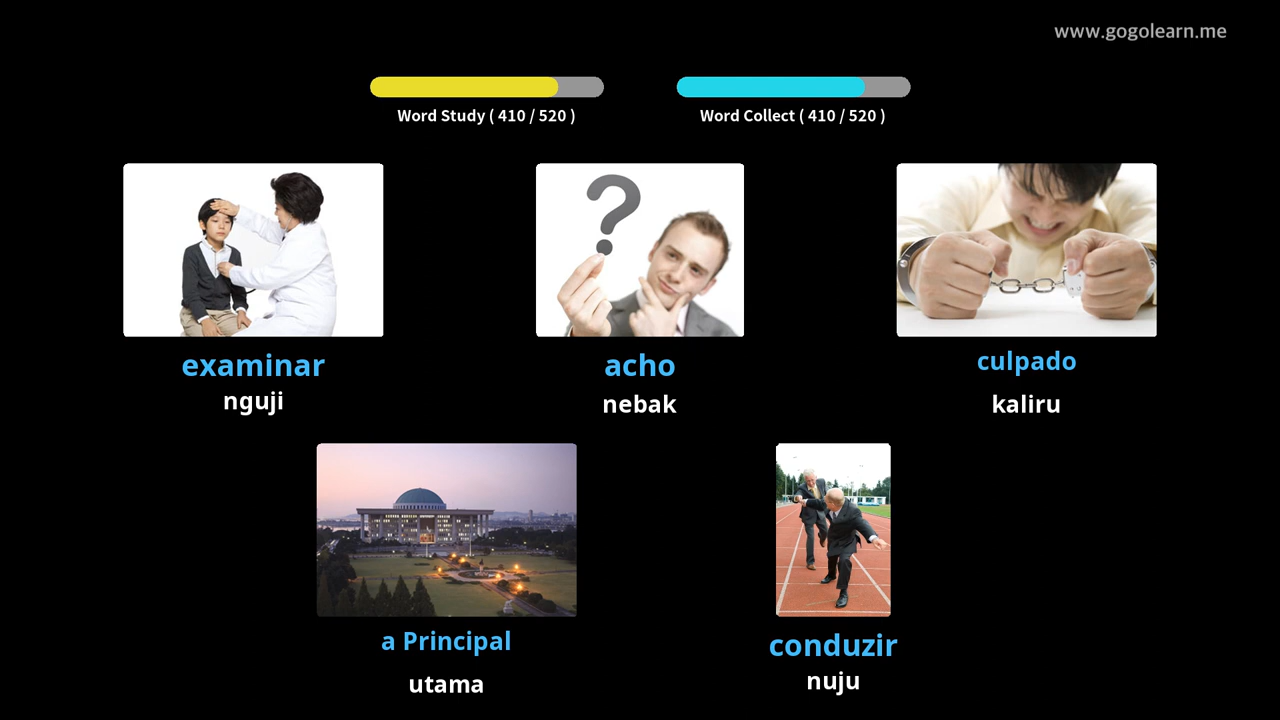 www.gogolearn.me
Word Study ( 410 / 520 )
Word Collect ( 410 / 520 )
examinar
nguji
acho
nebak
culpado
kaliru
a Principal
utama
conduzir
nuju